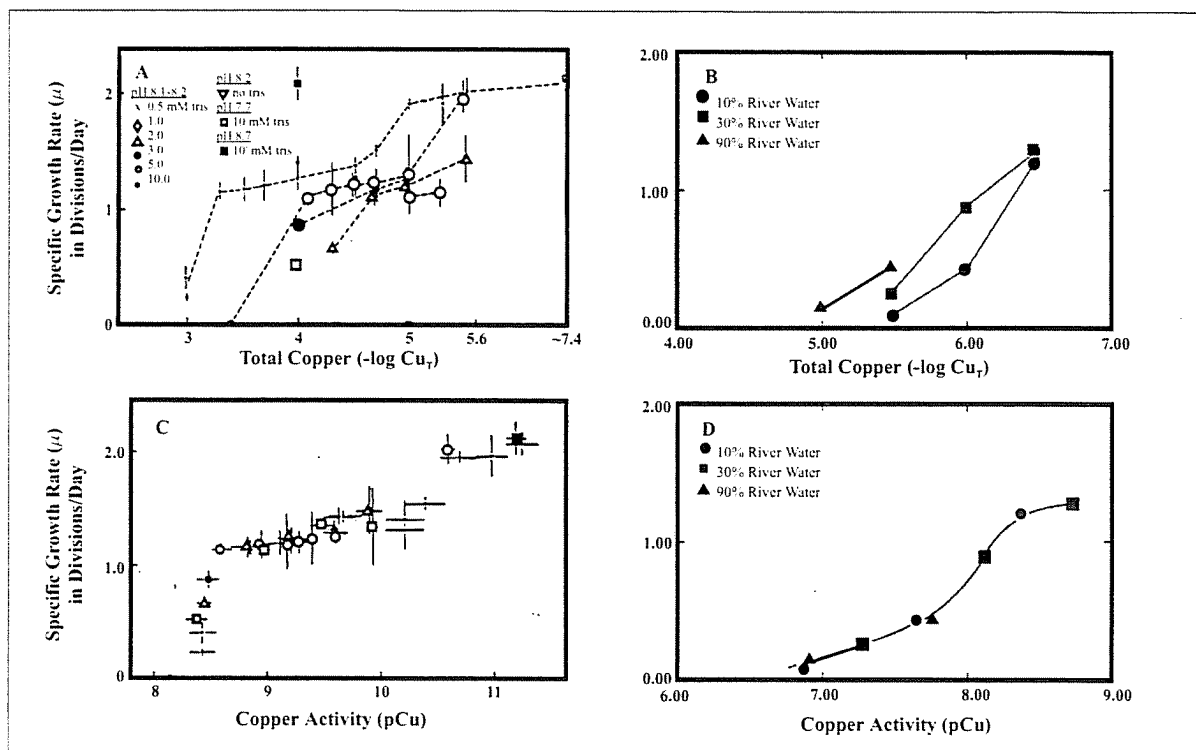 A
pH 8.1-8.2
0.5 mM tris
1.0
2.0
3.0
5.0
10.0
pH 8.2
no tris
pH 7.7
10 mM tris
pH 8.7
10 mM tris
Specific Growth Rate (μ)
in Divisions/Day
2
1
0
3 4 5 5.6 ~7.4
Total Copper (-log Cu_T)
B
10% River Water
30% River Water
90% River Water
2.00
1.00
0.00
4.00 5.00 6.00 7.00
Total Copper (-log Cu_T)
C
Specific Growth Rate (μ)
in Divisions/Day
2.0
1.0
0
8 9 10 11
Copper Activity (pCu)
D
10% River Water
30% River Water
90% River Water
2.00
1.00
0.00
6.00 7.00 8.00 9.00
Copper Activity (pCu)